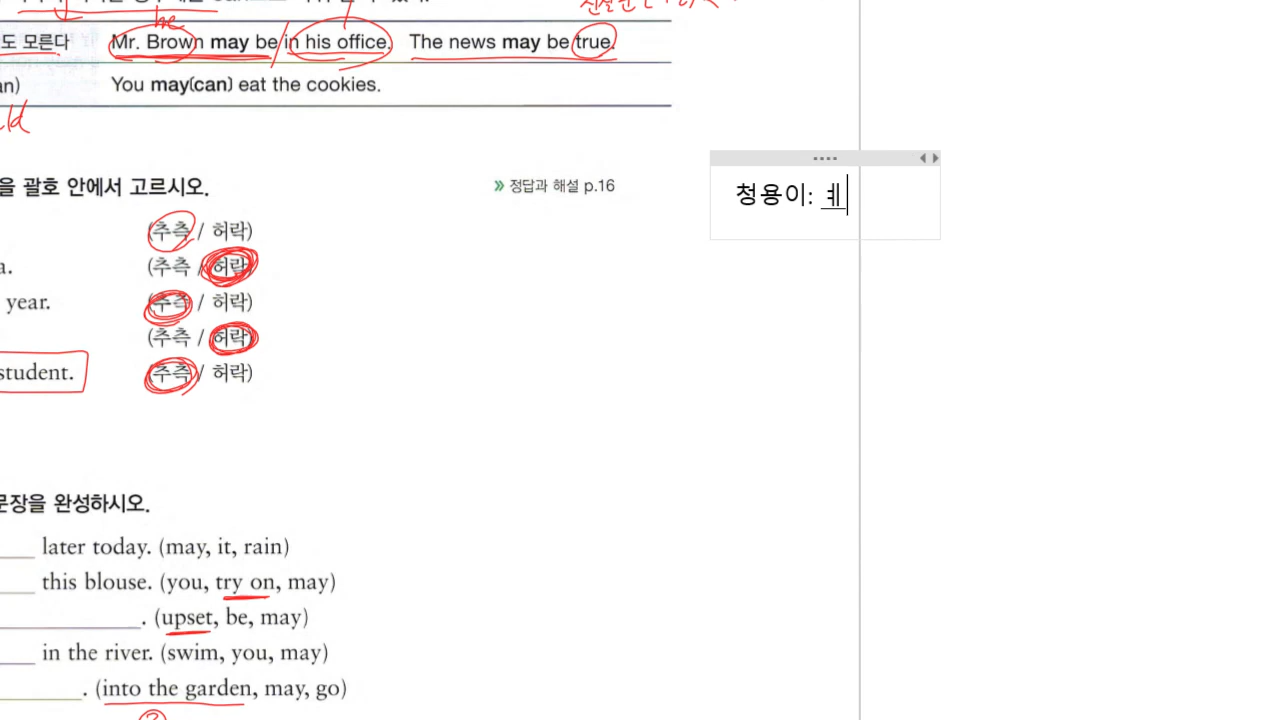 be
도 모른다 Mr. Brown may be in his office. The news may be true.
an) You may(can) eat the cookies.
ld
을 괄호 안에서 고르시오. » 정답과 해설 p.16
청용이: ㅖ
(추측 / 허락)
a. (추측 / 허락)
year. (추측 / 허락)
(추측 / 허락)
student. (추측 / 허락)
문장을 완성하시오.
later today. (may, it, rain)
this blouse. (you, try on, may)
. (upset, be, may)
in the river. (swim, you, may)
. (into the garden, may, go)